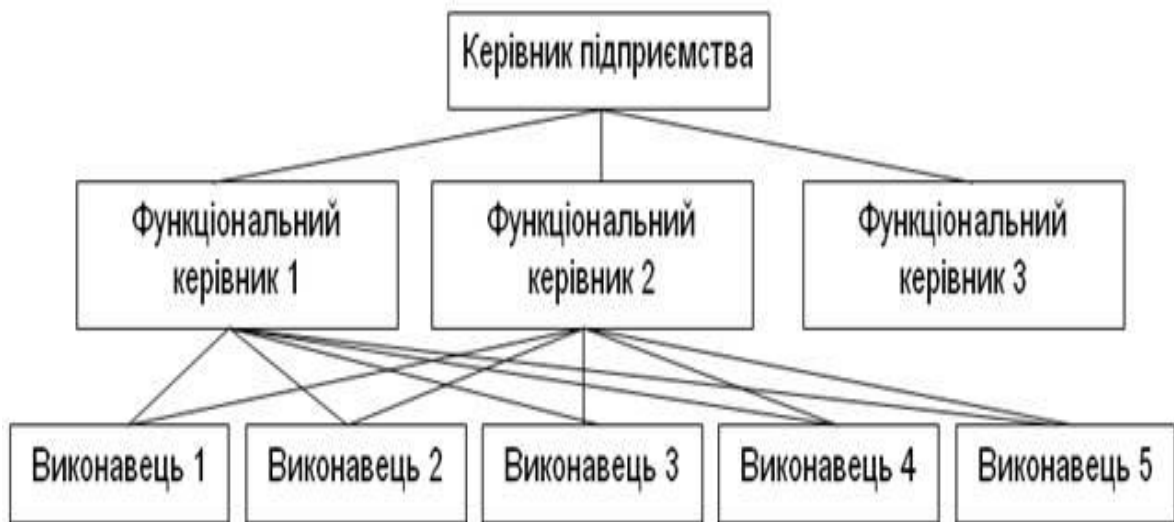 Керівник підприємства
Функціональний
керівник 1
Функціональний
керівник 2
Функціональний
керівник 3
Виконавець 1
Виконавець 2
Виконавець 3
Виконавець 4
Виконавець 5